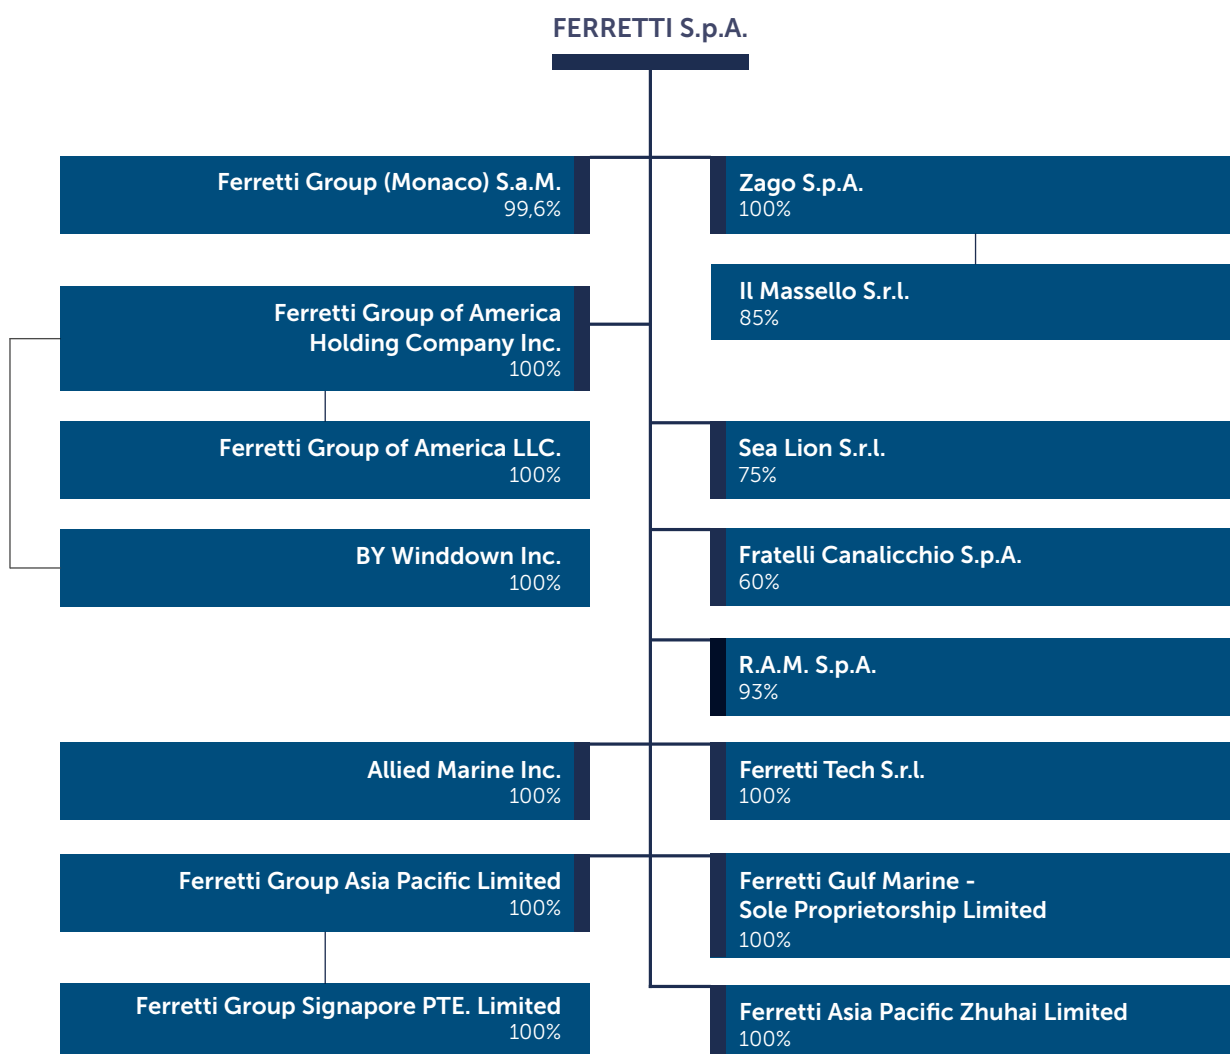 FERRETTI S.p.A.
Ferretti Group (Monaco) S.a.M.
99,6%
Zago S.p.A.
100%
Il Massello S.r.l.
85%
Ferretti Group of America
Holding Company Inc.
100%
Ferretti Group of America LLC.
100%
Sea Lion S.r.l.
75%
BY Winddown Inc.
100%
Fratelli Canalicchio S.p.A.
60%
R.A.M. S.p.A.
93%
Allied Marine Inc.
100%
Ferretti Tech S.r.l.
100%
Ferretti Group Asia Pacific Limited
100%
Ferretti Gulf Marine -
Sole Proprietorship Limited
100%
Ferretti Group Signapore PTE. Limited
100%
Ferretti Asia Pacific Zhuhai Limited
100%